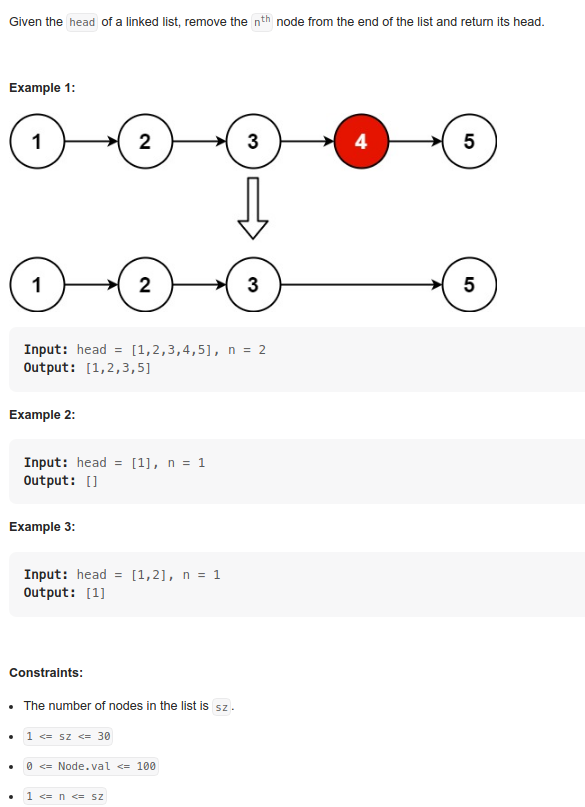 Given the head of a linked list, remove the nth node from the end of the list and return its head.
Example 1:
1 2 3 4 5
1 2 3 5
Input: head = [1,2,3,4,5], n = 2
Output: [1,2,3,5]
Example 2:
Input: head = [1], n = 1
Output: []
Example 3:
Input: head = [1,2], n = 1
Output: [1]
Constraints:
• The number of nodes in the list is sz.
• 1 <= sz <= 30
• 0 <= Node.val <= 100
• 1 <= n <= sz